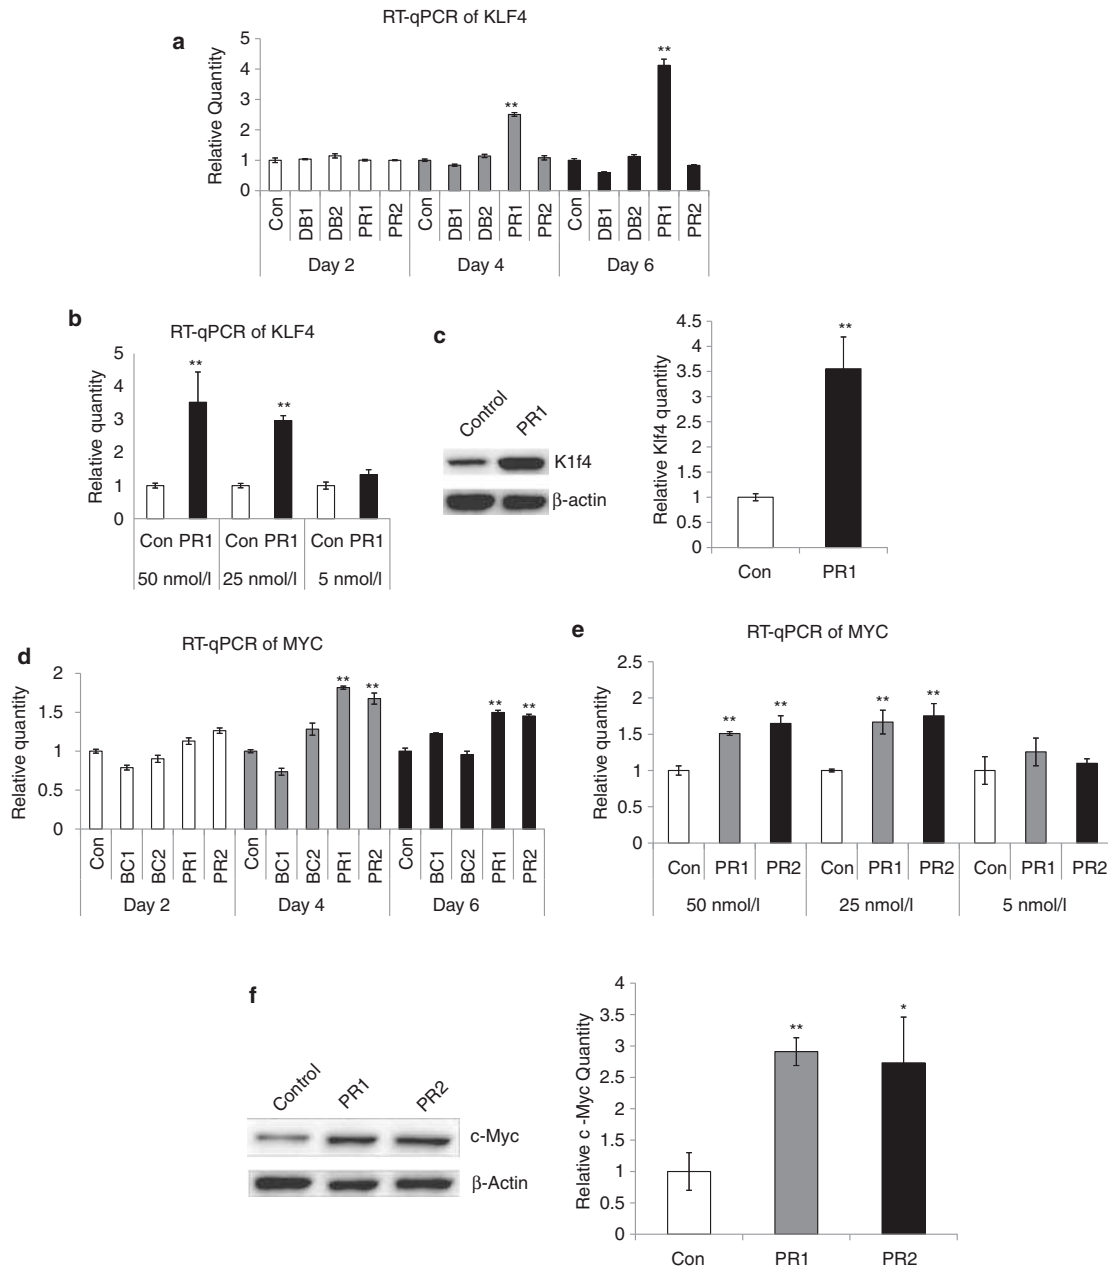 a
RT-qPCR of KLF4
Relative Quantity
5
4
3
2
1
0
**
**
Con DB1 DB2 PR1 PR2 Con DB1 DB2 PR1 PR2 Con DB1 DB2 PR1 PR2
Day 2 Day 4 Day 6
b
RT-qPCR of KLF4
Relative quantity
5
4
3
2
1
0
**
**
Con PR1 Con PR1 Con PR1
50 nmol/l 25 nmol/l 5 nmol/l
c
Control PR1
K1f4
β-actin
Relative Klf4 quantity
4.5
4
3.5
3
2.5
2
1.5
1
0.5
0
**
Con PR1
d
RT-qPCR of MYC
Relative quantity
2
1.5
1
0.5
0
** **
** **
Con BC1 BC2 PR1 PR2 Con BC1 BC2 PR1 PR2 Con BC1 BC2 PR1 PR2
Day 2 Day 4 Day 6
e
RT-qPCR of MYC
Relative quantity
2.5
2
1.5
1
0.5
0
** **
** **
Con PR1 PR2 Con PR1 PR2 Con PR1 PR2
50 nmol/l 25 nmol/l 5 nmol/l
f
Control PR1 PR2
c-Myc
β-Actin
Relative c -Myc Quantity
4
3.5
3
2.5
2
1.5
1
0.5
0
** *
Con PR1 PR2